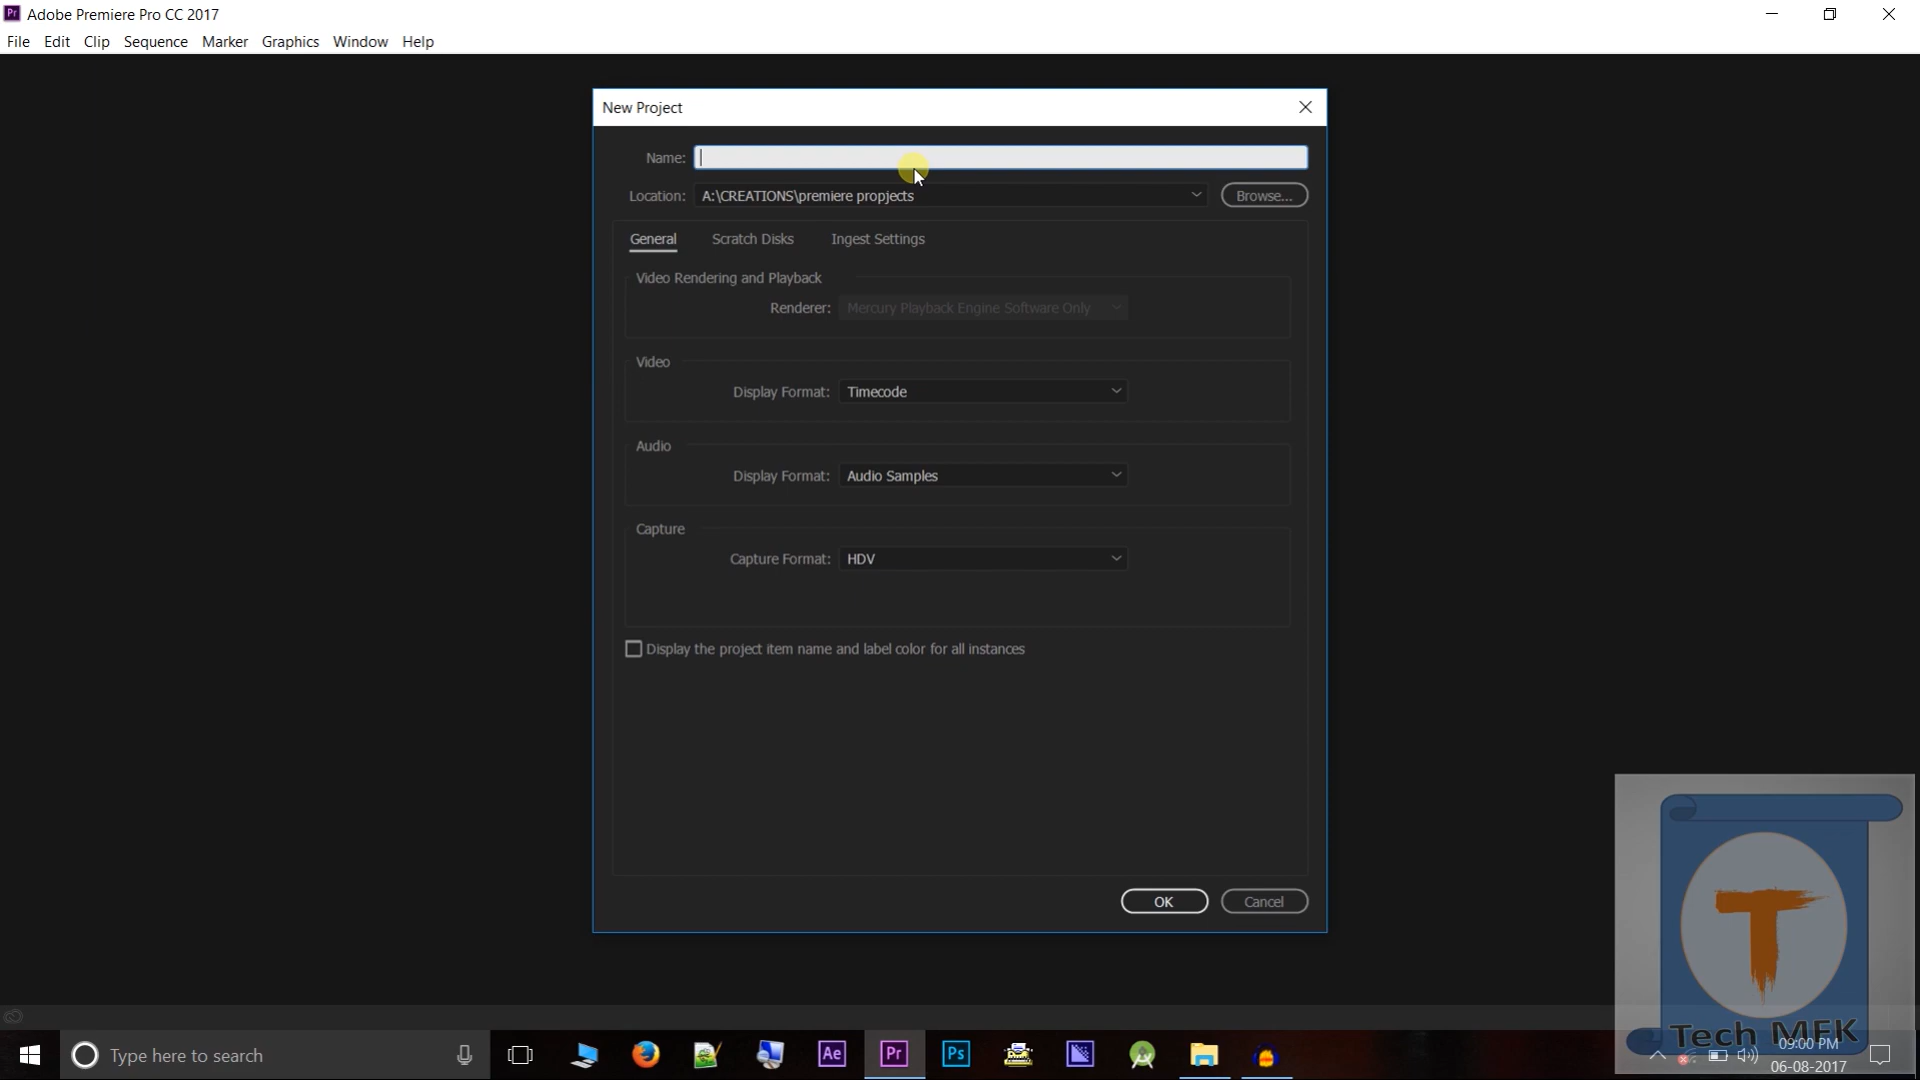 Pr Adobe Premiere Pro CC 2017
File Edit Clip Sequence Marker Graphics Window Help
New Project
Name:
Location: A:\CREATIONS\premiere propjects Browse...
General Scratch Disks Ingest Settings
Video Rendering and Playback
Renderer: Mercury Playback Engine Software Only
Video
Display Format: Timecode
Audio
Display Format: Audio Samples
Capture
Capture Format: HDV
Display the project item name and label color for all instances
OK Cancel
T
Tech MFK
Type here to search
Ae Pr Ps
09:00 PM
06-08-2017